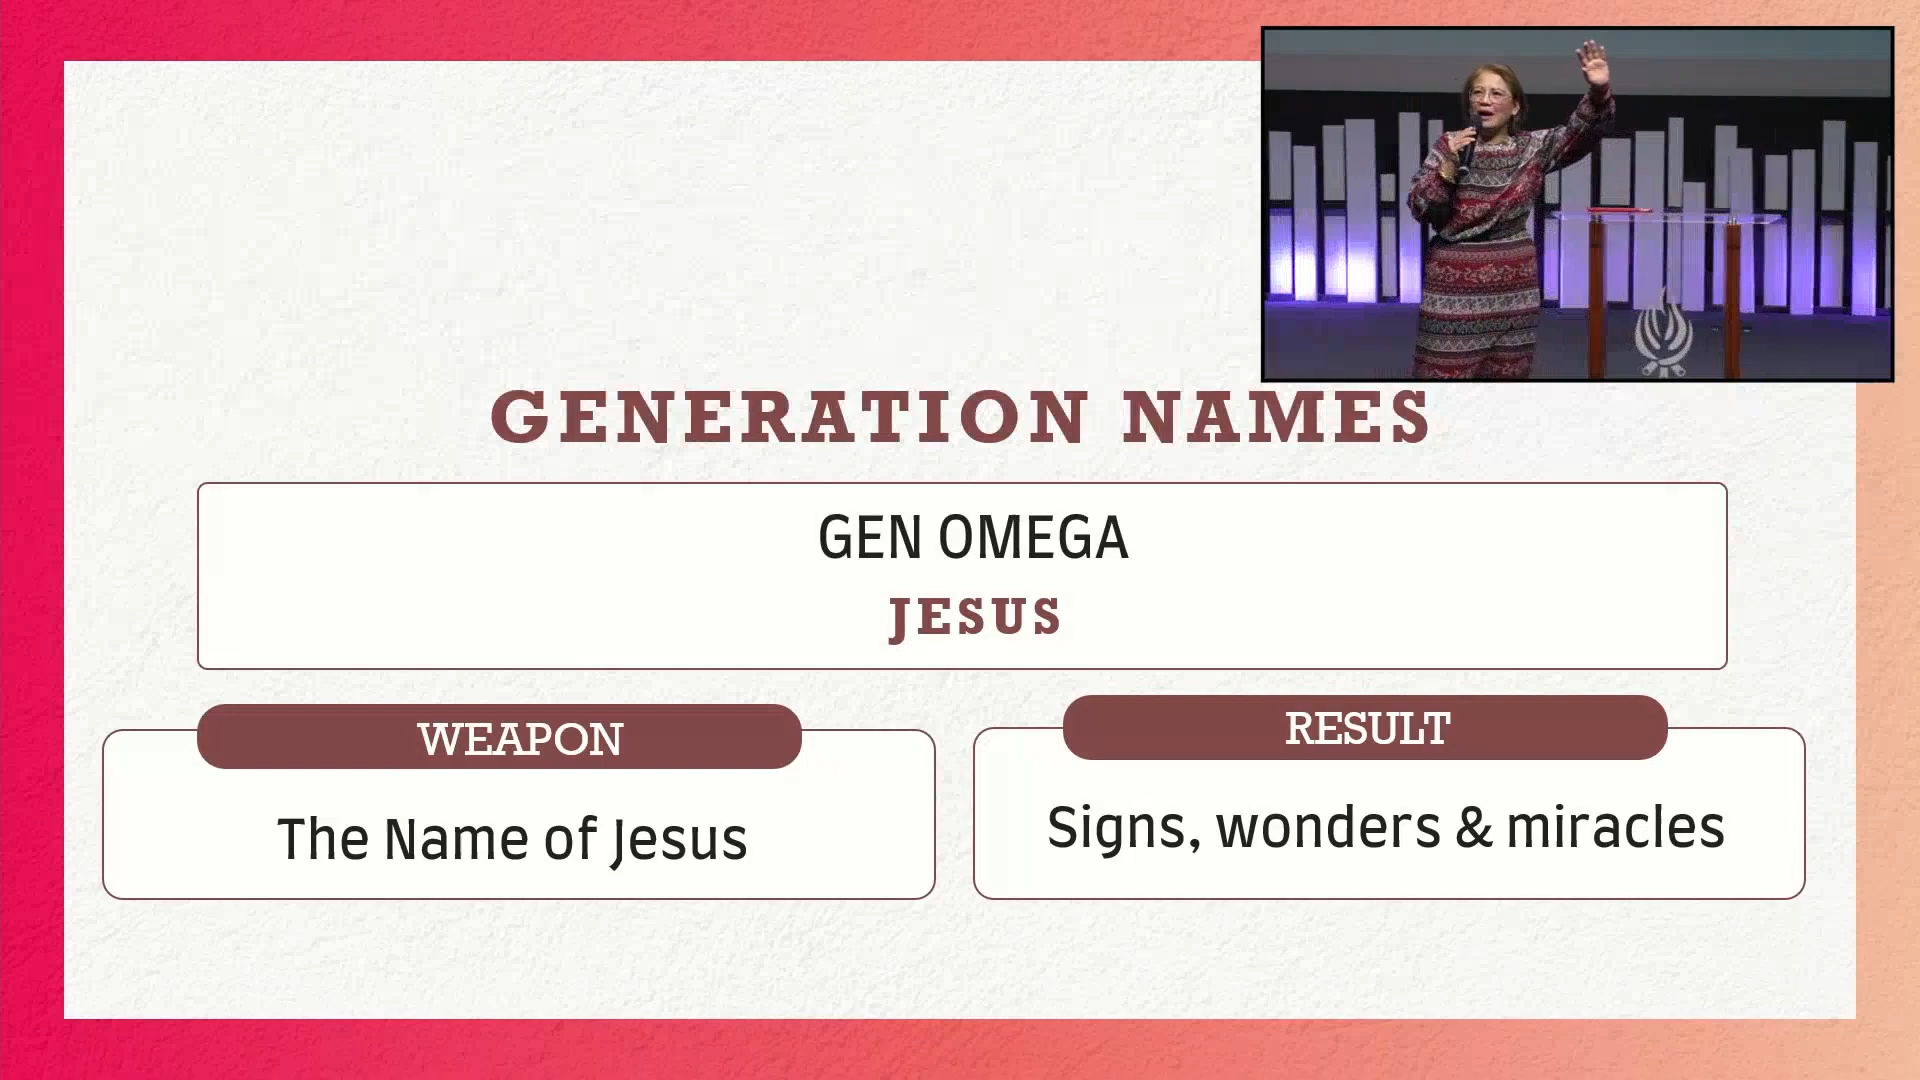 GENERATION NAMES
GEN OMEGA
JESUS
WEAPON
The Name of Jesus
RESULT
Signs, wonders & miracles